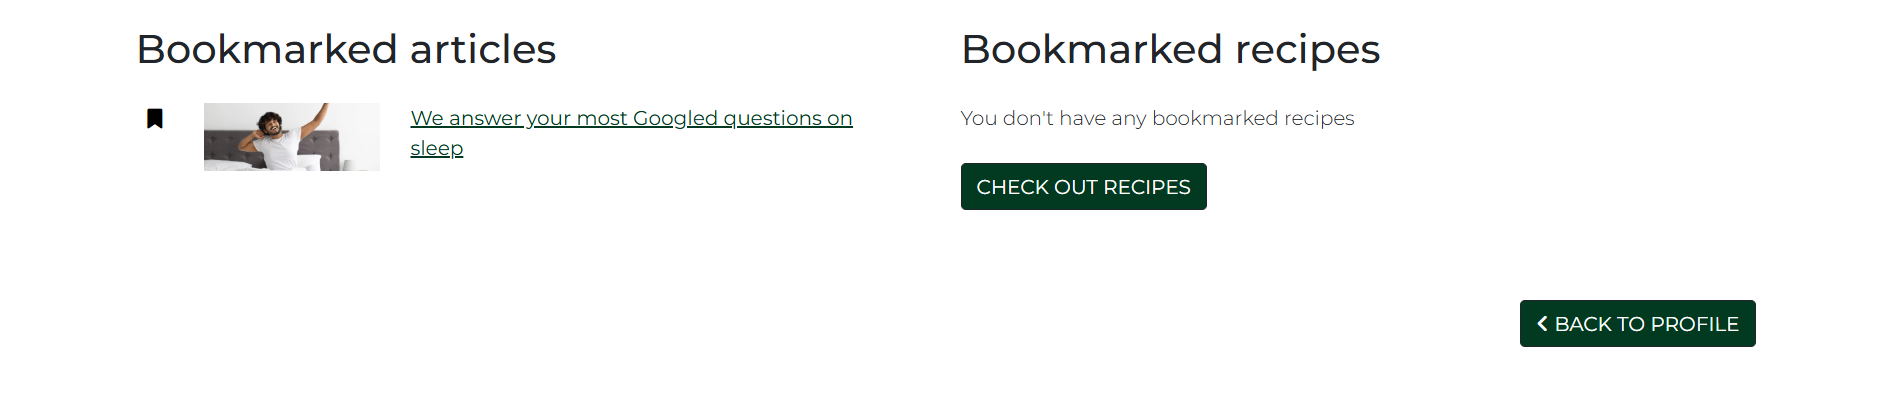 Bookmarked articles
We answer your most Googled questions on
sleep
Bookmarked recipes
You don't have any bookmarked recipes
CHECK OUT RECIPES
BACK TO PROFILE